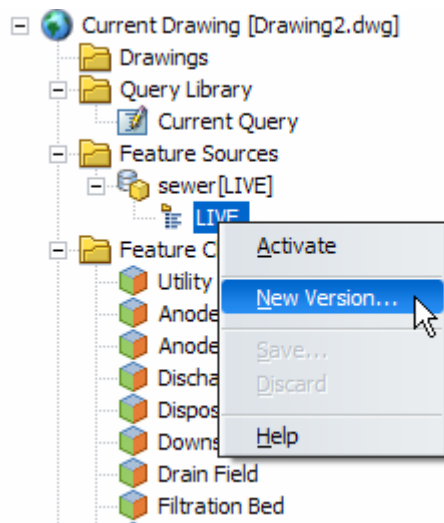 Current Drawing [Drawing2.dwg]
Drawings
Query Library
Current Query
Feature Sources
sewer[LIVE]
LIVE
Feature C
Activate
Utility
New Version...
Anode
Anode
Save...
Discha
Discard
Dispos
Downs
Help
Drain Field
Filtration Bed